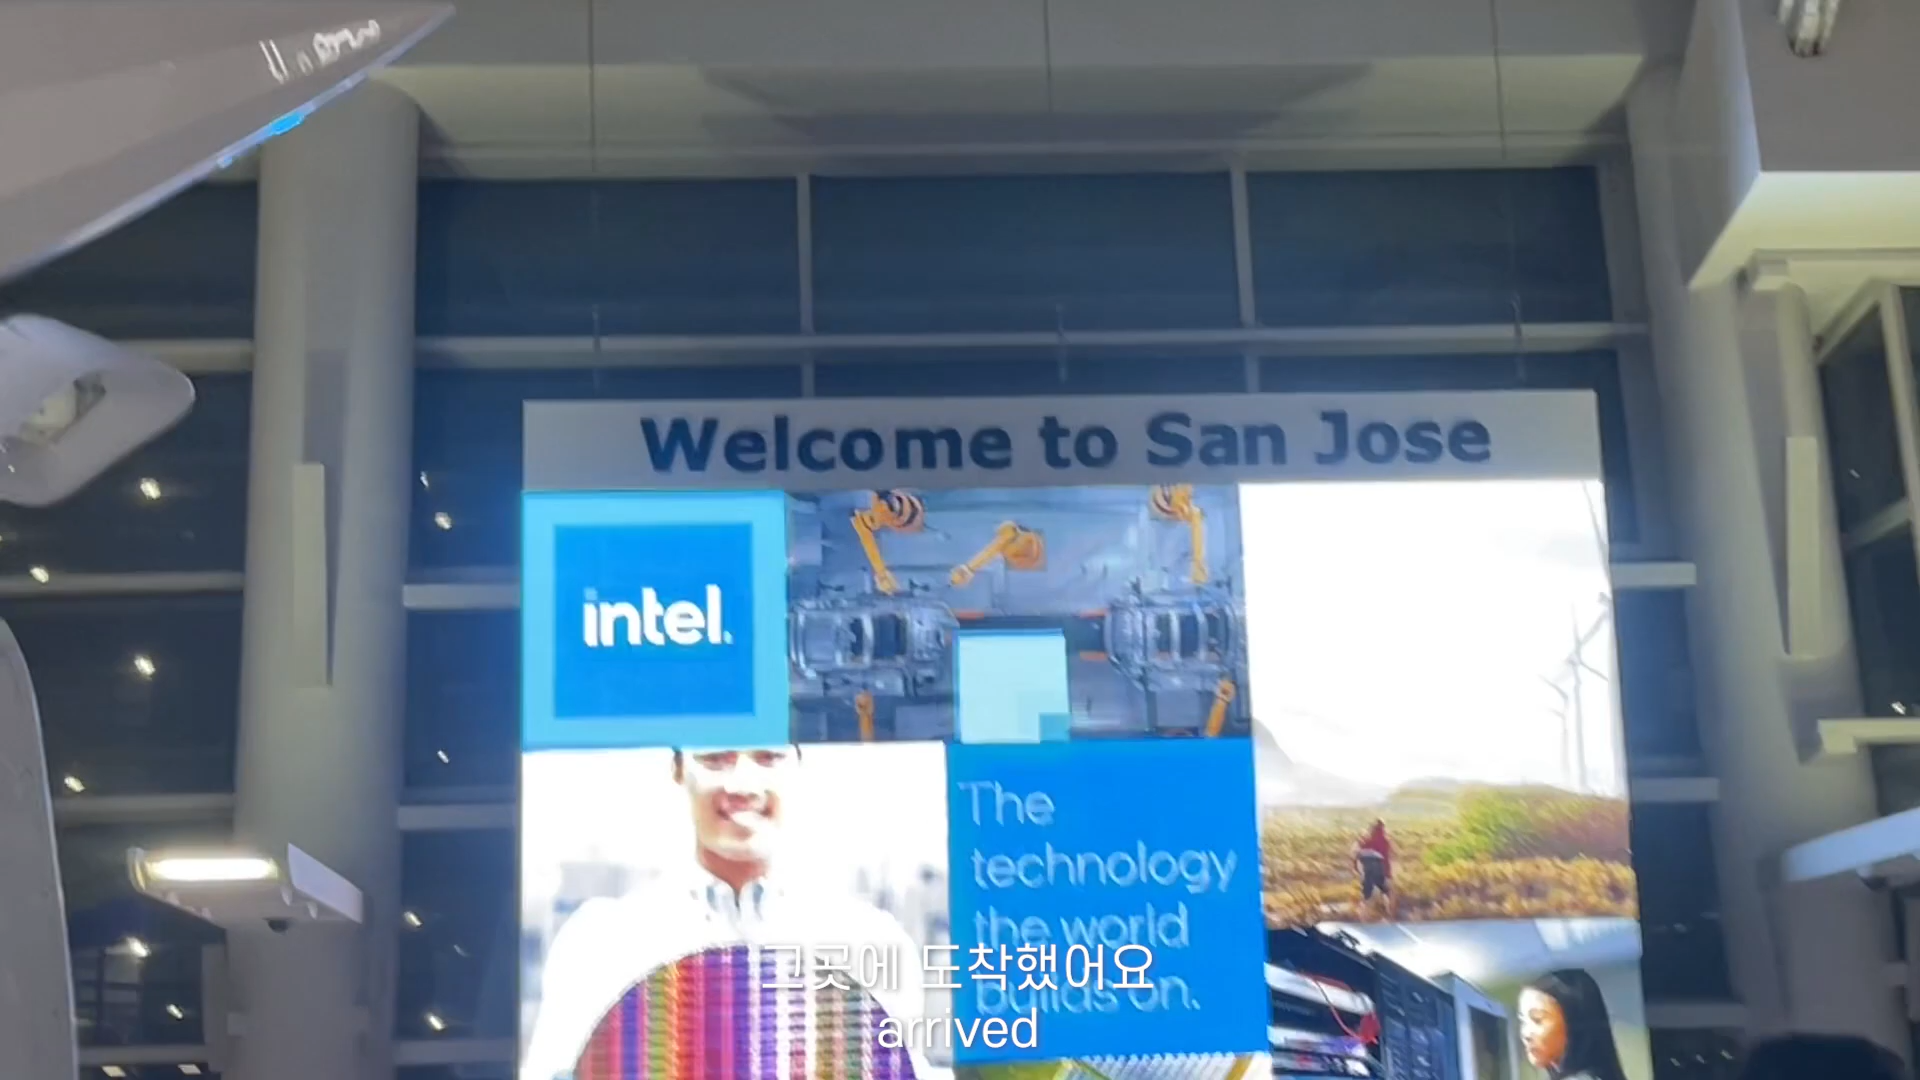 Welcome to San Jose
intel.
The
technology
the world
builds on.
그곳에 도착했어요
arrived